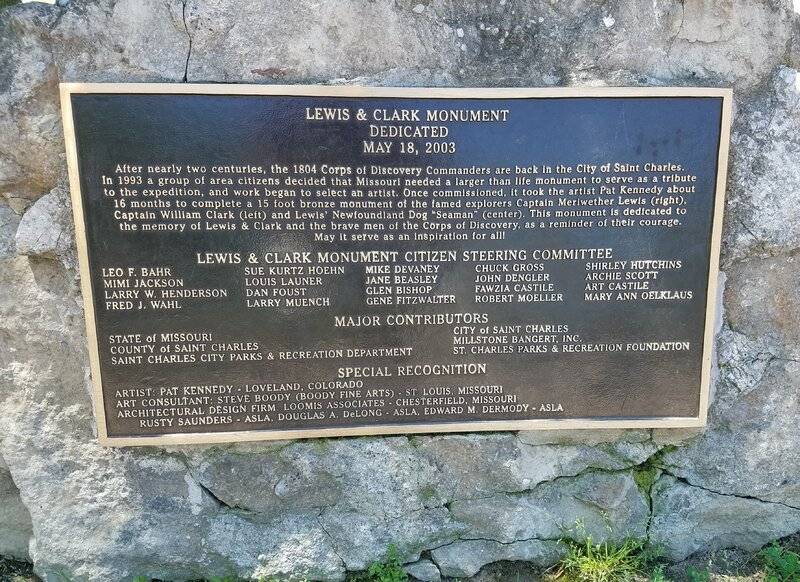 LEWIS & CLARK MONUMENT
DEDICATED
MAY 18, 2003
After nearly two centuries, the 1804 Corps of Discovery Commanders are back in the City of Saint Charles.
In 1993 a group of area citizens decided that Missouri needed a larger than life monument to serve as a tribute
to the expedition, and work began to select an artist. Once commissioned, it took the artist Pat Kennedy about
16 months to complete a 15 foot bronze monument of the famed explorers Captain Meriwether Lewis (right),
Captain William Clark (left) and Lewis' Newfoundland Dog "Seaman" (center). This monument is dedicated to
the memory of Lewis & Clark and the brave men of the Corps of Discovery, as a reminder of their courage.
May it serve as an inspiration for all!
LEWIS & CLARK MONUMENT CITIZEN STEERING COMMITTEE
LEO F. BAHR SUE KURTZ HOEHN MIKE DEVANEY CHUCK GROSS SHIRLEY HUTCHINS
MIMI JACKSON LOUIS LAUNER JANE BEASLEY JOHN DENGLER ARCHIE SCOTT
LARRY W. HENDERSON DAN FOUST GLEN BISHOP FAWZIA CASTILE ART CASTILE
FRED J. WAHL LARRY MUENCH GENE FITZWALTER ROBERT MOELLER MARY ANN OELKLAUS
MAJOR CONTRIBUTORS
STATE of MISSOURI CITY of SAINT CHARLES
COUNTY of SAINT CHARLES MILLSTONE BANGERT, INC.
SAINT CHARLES CITY PARKS & RECREATION DEPARTMENT ST. CHARLES PARKS & RECREATION FOUNDATION
SPECIAL RECOGNITION
ARTIST: PAT KENNEDY - LOVELAND, COLORADO
ART CONSULTANT: STEVE BOODY (BOODY FINE ARTS) - ST. LOUIS, MISSOURI
ARCHITECTURAL DESIGN FIRM LOOMIS ASSOCIATES - CHESTERFIELD, MISSOURI
RUSTY SAUNDERS - ASLA, DOUGLAS A. DeLONG - ASLA, EDWARD M. DERMODY - ASLA